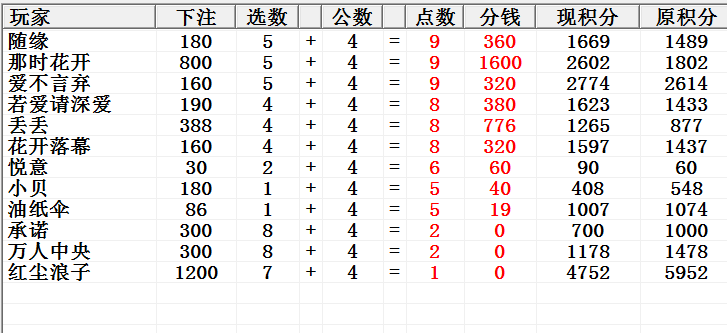 玩家 下注 选数 公数 点数 分钱 现积分 原积分
随缘 180 5 + 4 = 9 360 1669 1489
那时花开 800 5 + 4 = 9 1600 2602 1802
爱不言弃 160 5 + 4 = 9 320 2774 2614
若爱请深爱 190 4 + 4 = 8 380 1623 1433
丢丢 388 4 + 4 = 8 776 1265 877
花开落幕 160 4 + 4 = 8 320 1597 1437
悦意 30 2 + 4 = 6 60 90 60
小贝 180 1 + 4 = 5 40 408 548
油纸伞 86 1 + 4 = 5 19 1007 1074
承诺 300 8 + 4 = 2 0 700 1000
万人中央 300 8 + 4 = 2 0 1178 1478
红尘浪子 1200 7 + 4 = 1 0 4752 5952